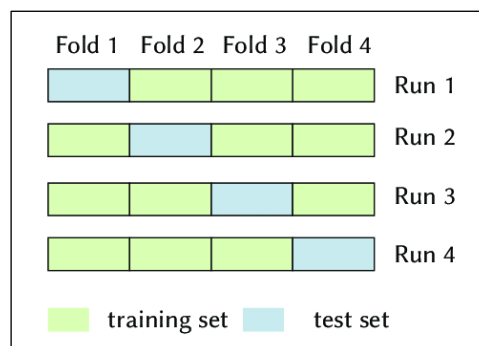 Fold 1 Fold 2 Fold 3 Fold 4
Run 1
Run 2
Run 3
Run 4
training set test set